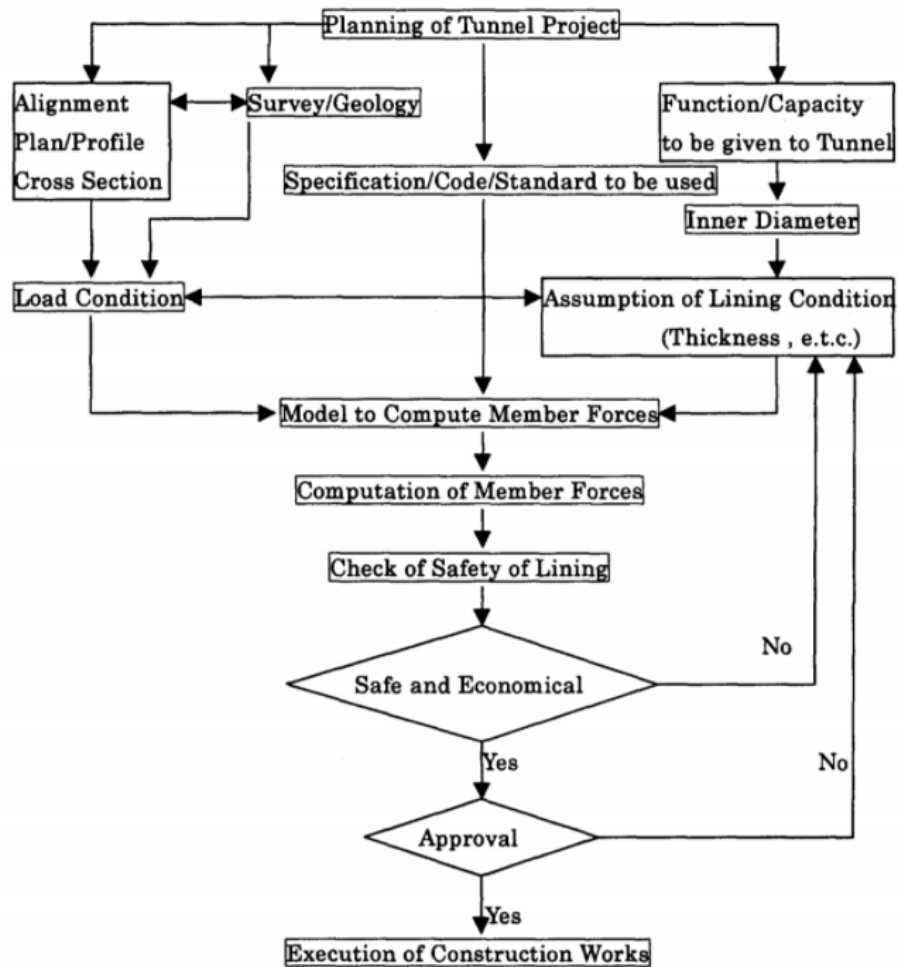 Planning of Tunnel Project
Alignment
Plan/Profile
Cross Section
Survey/Geology
Function/Capacity
to be given to Tunnel
Specification/Code/Standard to be used
Inner Diameter
Load Condition
Assumption of Lining Condition
(Thickness , e.t.c.)
Model to Compute Member Forces
Computation of Member Forces
Check of Safety of Lining
Safe and Economical
No
Yes
Approval
No
Yes
Execution of Construction Works